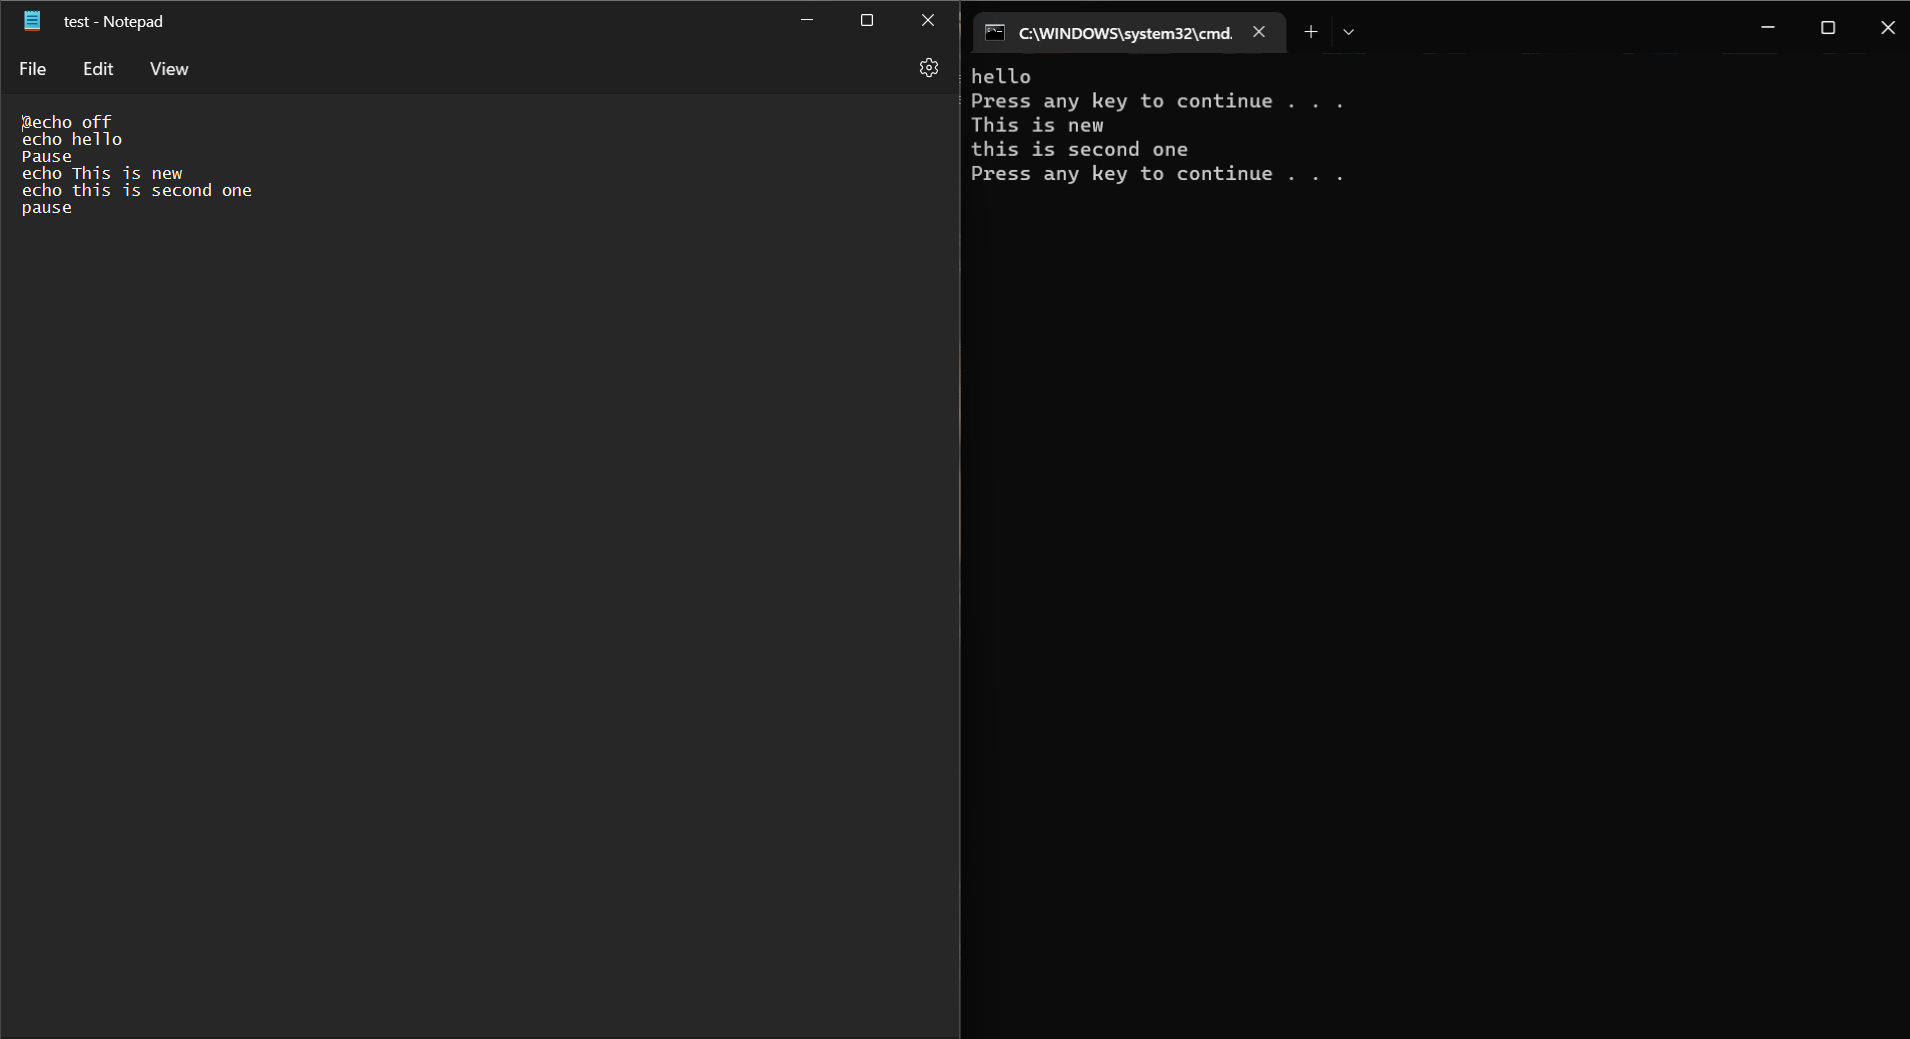 test - Notepad
File Edit View
@echo off
echo hello
Pause
echo This is new
echo this is second one
pause
C:\WINDOWS\system32\cmd.
hello
Press any key to continue . . .
This is new
this is second one
Press any key to continue . . .